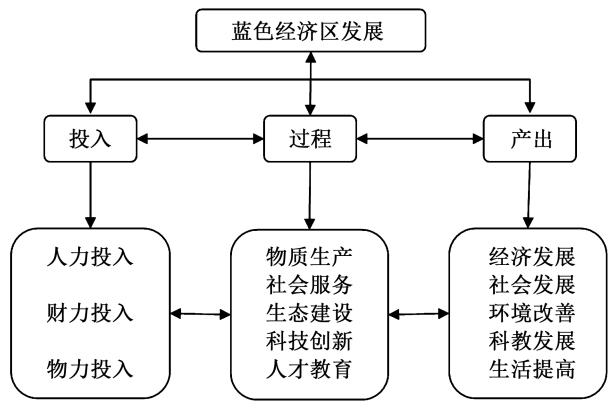 蓝色经济区发展
投入
过程
产出
人力投入
财力投入
物力投入
物质生产
社会服务
生态建设
科技创新
人才教育
经济发展
社会发展
环境改善
科教发展
生活提高